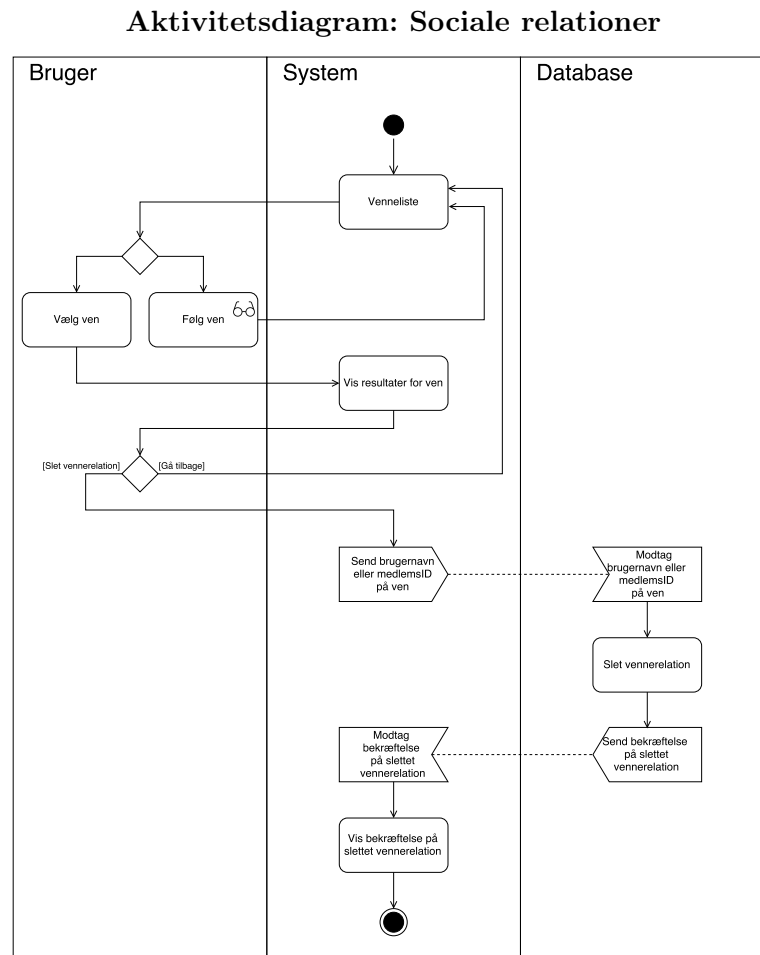 Aktivitetsdiagram: Sociale relationer
Bruger
System
Database
Venneliste
Vælg ven
Følg ven
Vis resultater for ven
[Slet vennerelation]
[Gå tilbage]
Send brugernavn
eller medlemsID
på ven
Modtag
brugernavn eller
medlemsID
på ven
Slet vennerelation
Modtag
bekræftelse
på slettet
vennerelation
Send bekræftelse
på slettet
vennerelation
Vis bekræftelse på
slettet vennerelation